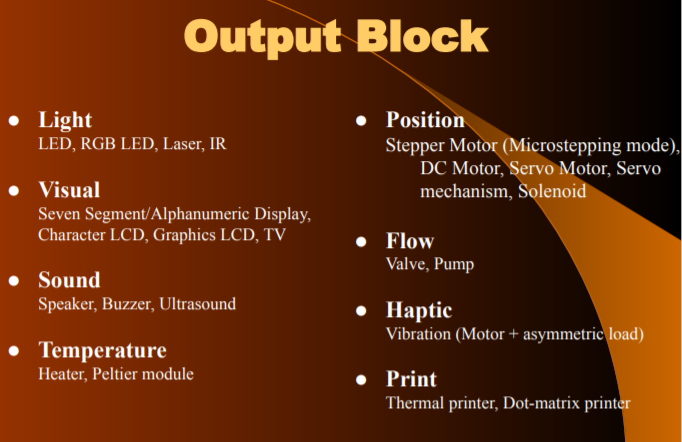 Output Block
Light
LED, RGB LED, Laser, IR
Visual
Seven Segment/Alphanumeric Display,
Character LCD, Graphics LCD, TV
Sound
Speaker, Buzzer, Ultrasound
Temperature
Heater, Peltier module
Position
Stepper Motor (Microstepping mode),
DC Motor, Servo Motor, Servo
mechanism, Solenoid
Flow
Valve, Pump
Haptic
Vibration (Motor + asymmetric load)
Print
Thermal printer, Dot-matrix printer